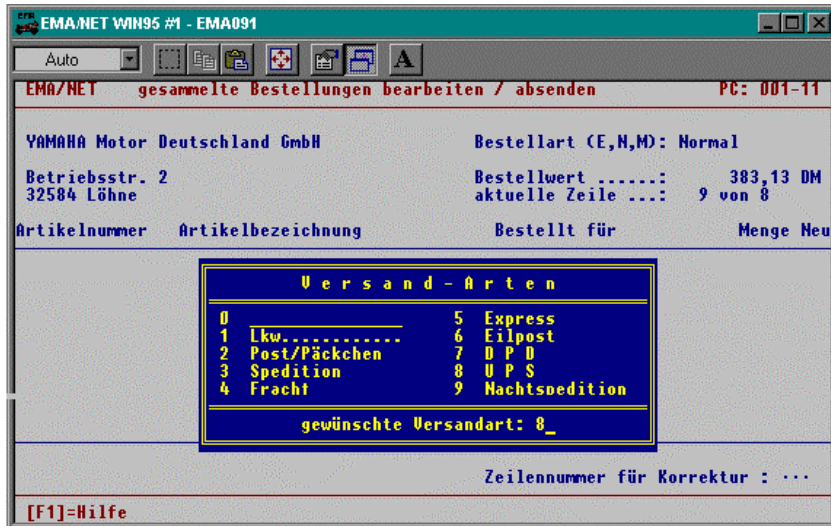 EMA/NET WIN95 #1 - EMA091
Auto
A
EMA/NET gesammelte Bestellungen bearbeiten / absenden PC: 001-11
YAMAHA Motor Deutschland GmbH Bestellart (E,N,M): Normal
Betriebsstr. 2 Bestellwert ......: 383,13 DM
32584 Löhne aktuelle Zeile ...: 9 von 8
Artikelnummer Artikelbezeichnung Bestellt für Menge Neu
Versand-Arten
0 ______________ 5 Express
1 Lkw............ 6 Eilpost
2 Post/Päckchen 7 D P D
3 Spedition 8 U P S
4 Fracht 9 Nachtspedition
gewünschte Versandart: 8_
Zeilennummer für Korrektur : ...
[F1]=Hilfe